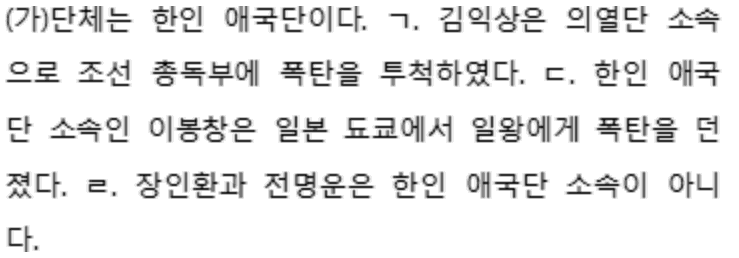 (가)단체는 한인 애국단이다. ㄱ. 김익상은 의열단 소속
으로 조선 총독부에 폭탄을 투척하였다. ㄷ. 한인 애국
단 소속인 이봉창은 일본 됴쿄에서 일왕에게 폭탄을 던
졌다. ㄹ. 장인환과 전명운은 한인 애국단 소속이 아니
다.